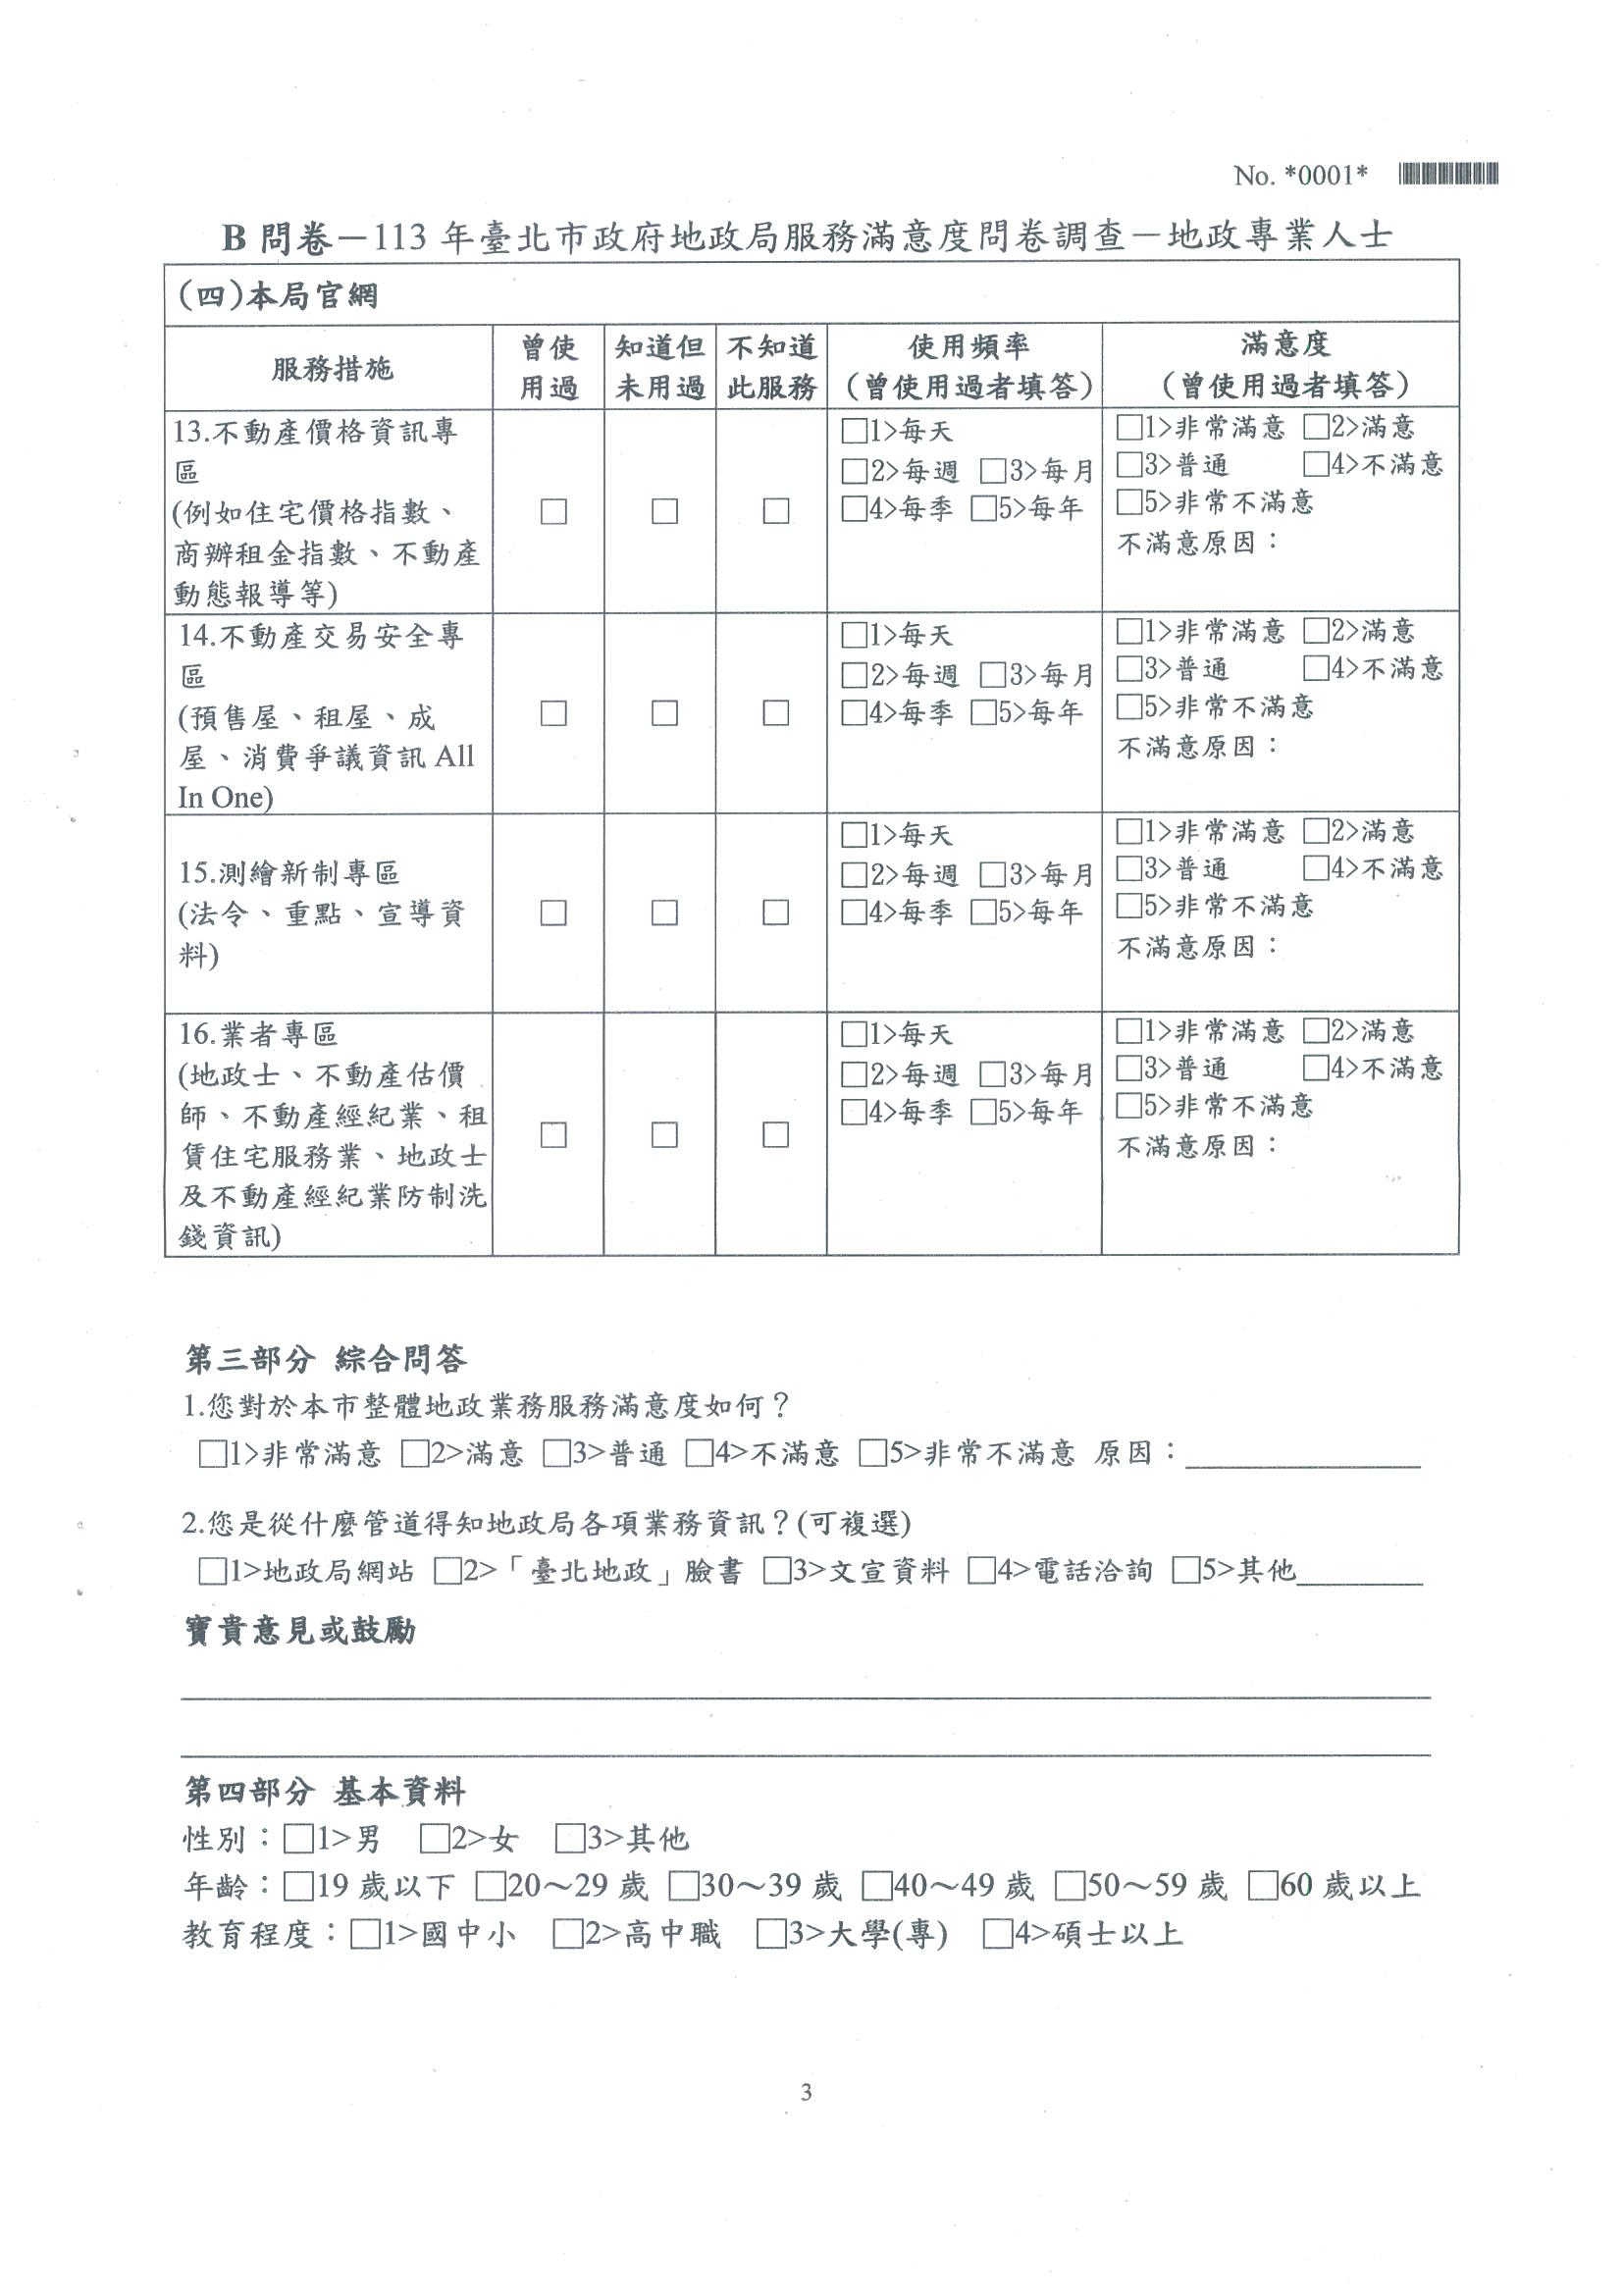 No. *0001*
B 問卷－113 年臺北市政府地政局服務滿意度問卷調查－地政專業人士
(四)本局官網
服務措施
曾使
用過
知道但
未用過
不知道
此服務
使用頻率
(曾使用過者填答)
滿意度
(曾使用過者填答)
13.不動產價格資訊專
區
(例如住宅價格指數、
商辦租金指數、不動產
動態報導等)
□ □ □
□1>每天
□2>每週 □3>每月
□4>每季 □5>每年
□1>非常滿意 □2>滿意
□3>普通 □4>不滿意
□5>非常不滿意
不滿意原因：
14.不動產交易安全專
區
(預售屋、租屋、成
屋、消費爭議資訊 All
In One)
□ □ □
□1>每天
□2>每週 □3>每月
□4>每季 □5>每年
□1>非常滿意 □2>滿意
□3>普通 □4>不滿意
□5>非常不滿意
不滿意原因：
15.測繪新制專區
(法令、重點、宣導資
料)
□ □ □
□1>每天
□2>每週 □3>每月
□4>每季 □5>每年
□1>非常滿意 □2>滿意
□3>普通 □4>不滿意
□5>非常不滿意
不滿意原因：
16.業者專區
(地政士、不動產估價
師、不動產經紀業、租
賃住宅服務業、地政士
及不動產經紀業防制洗
錢資訊)
□ □ □
□1>每天
□2>每週 □3>每月
□4>每季 □5>每年
□1>非常滿意 □2>滿意
□3>普通 □4>不滿意
□5>非常不滿意
不滿意原因：
第三部分 綜合問答
1.您對於本市整體地政業務服務滿意度如何？
□1>非常滿意 □2>滿意 □3>普通 □4>不滿意 □5>非常不滿意 原因：
2.您是從什麼管道得知地政局各項業務資訊？(可複選)
□1>地政局網站 □2>「臺北地政」臉書 □3>文宣資料 □4>電話洽詢 □5>其他
寶貴意見或鼓勵
第四部分 基本資料
性別：□1>男 □2>女 □3>其他
年齡：□19 歲以下 □20～29 歲 □30～39 歲 □40～49 歲 □50～59 歲 □60 歲以上
教育程度：□1>國中小 □2>高中職 □3>大學(專) □4>碩士以上
3